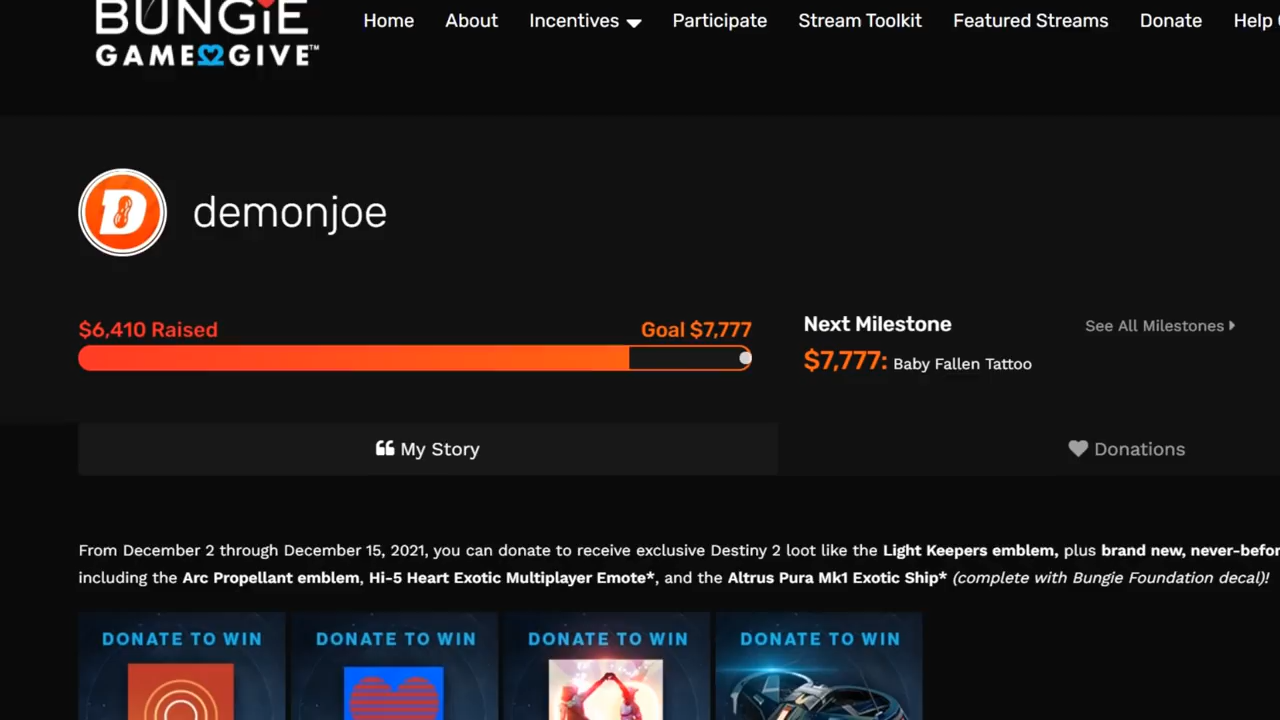 BUNGiE
GAME2GIVE™
Home About Incentives Participate Stream Toolkit Featured Streams Donate Help
D
demonjoe
$6,410 Raised Goal $7,777
Next Milestone See All Milestones
$7,777: Baby Fallen Tattoo
My Story Donations
From December 2 through December 15, 2021, you can donate to receive exclusive Destiny 2 loot like the Light Keepers emblem, plus brand new, never-befor
including the Arc Propellant emblem, Hi-5 Heart Exotic Multiplayer Emote*, and the Altrus Pura Mk1 Exotic Ship* (complete with Bungie Foundation decal)!
DONATE TO WIN DONATE TO WIN DONATE TO WIN DONATE TO WIN